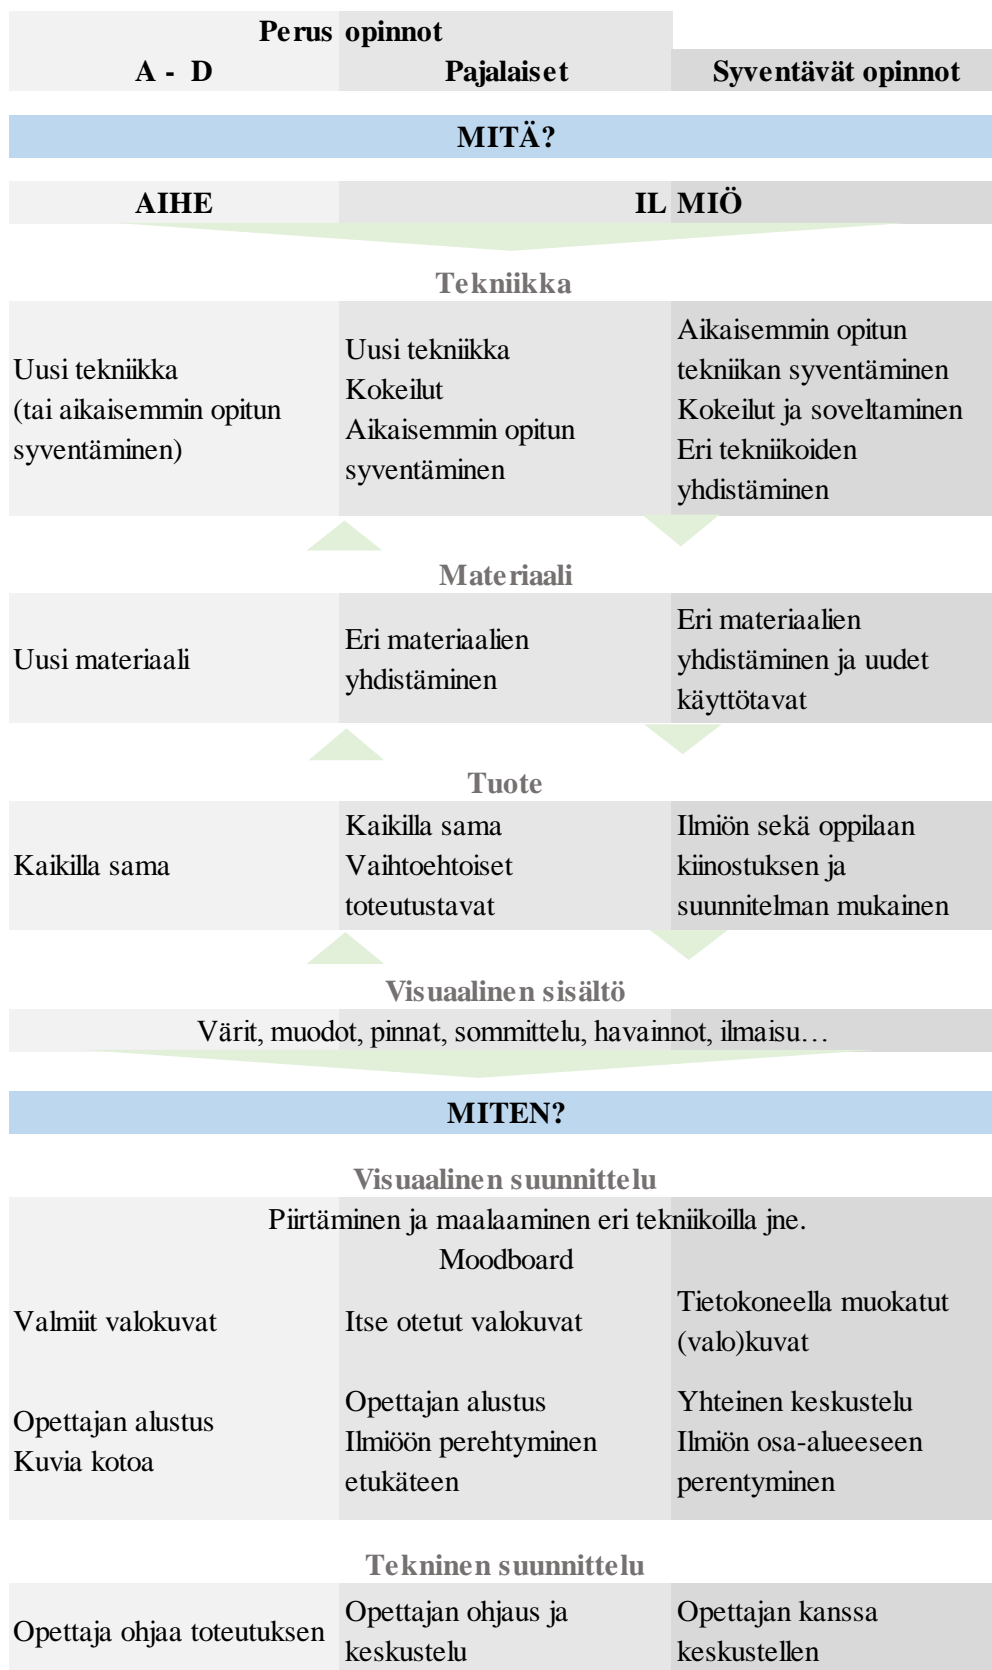 Perus opinnot
A - D Pajalaiset Syventävät opinnot
MITÄ?
AIHE IL MIÖ
Tekniikka
Uusi tekniikka
(tai aikaisemmin opitun
syventäminen)
Uusi tekniikka
Kokeilut
Aikaisemmin opitun
syventäminen
Aikaisemmin opitun
tekniikan syventäminen
Kokeilut ja soveltaminen
Eri tekniikoiden
yhdistäminen
Materiaali
Uusi materiaali
Eri materiaalien
yhdistäminen
Eri materiaalien
yhdistäminen ja uudet
käyttötavat
Tuote
Kaikilla sama
Kaikilla sama
Vaihtoehtoiset
toteutustavat
Ilmiön sekä oppilaan
kiinostuksen ja
suunnitelman mukainen
Visuaalinen sisältö
Värit, muodot, pinnat, sommittelu, havainnot, ilmaisu…
MITEN?
Visuaalinen suunnittelu
Piirtäminen ja maalaaminen eri tekniikoilla jne.
Moodboard
Valmiit valokuvat
Itse otetut valokuvat
Tietokoneella muokatut
(valo)kuvat
Opettajan alustus
Kuvia kotoa
Opettajan alustus
Ilmiöön perehtyminen
etukäteen
Yhteinen keskustelu
Ilmiön osa-alueeseen
perentyminen
Tekninen suunnittelu
Opettaja ohjaa toteutuksen
Opettajan ohjaus ja
keskustelu
Opettajan kanssa
keskustellen